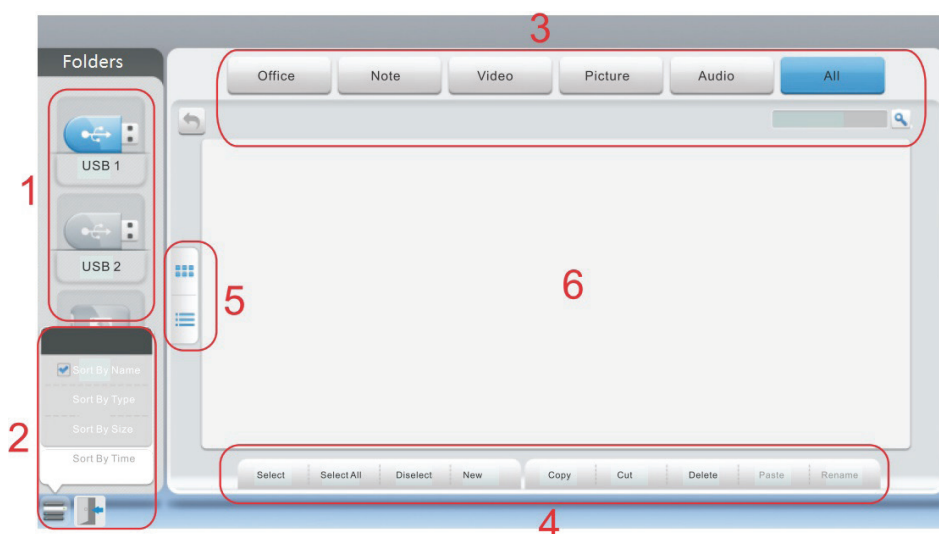 3
Folders
Office
Note
Video
Picture
Audio
All
1
USB 1
USB 2
5
6
2
Sort By Name
Sort By Type
Sort By Size
Sort By Time
Select
Select All
Diselect
New
Copy
Cut
Delete
Paste
Rename
4